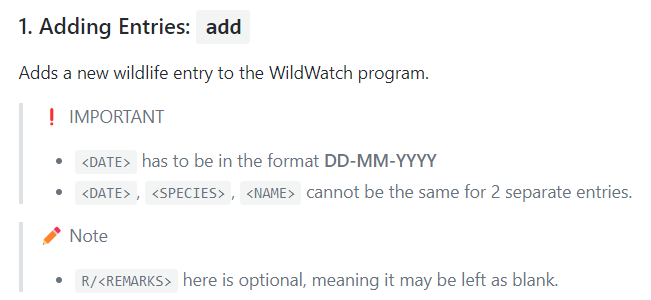 1. Adding Entries: add
Adds a new wildlife entry to the WildWatch program.
❗ IMPORTANT
• <DATE> has to be in the format DD-MM-YYYY
• <DATE>, <SPECIES>, <NAME> cannot be the same for 2 separate entries.
✏️ Note
• R/<REMARKS> here is optional, meaning it may be left as blank.